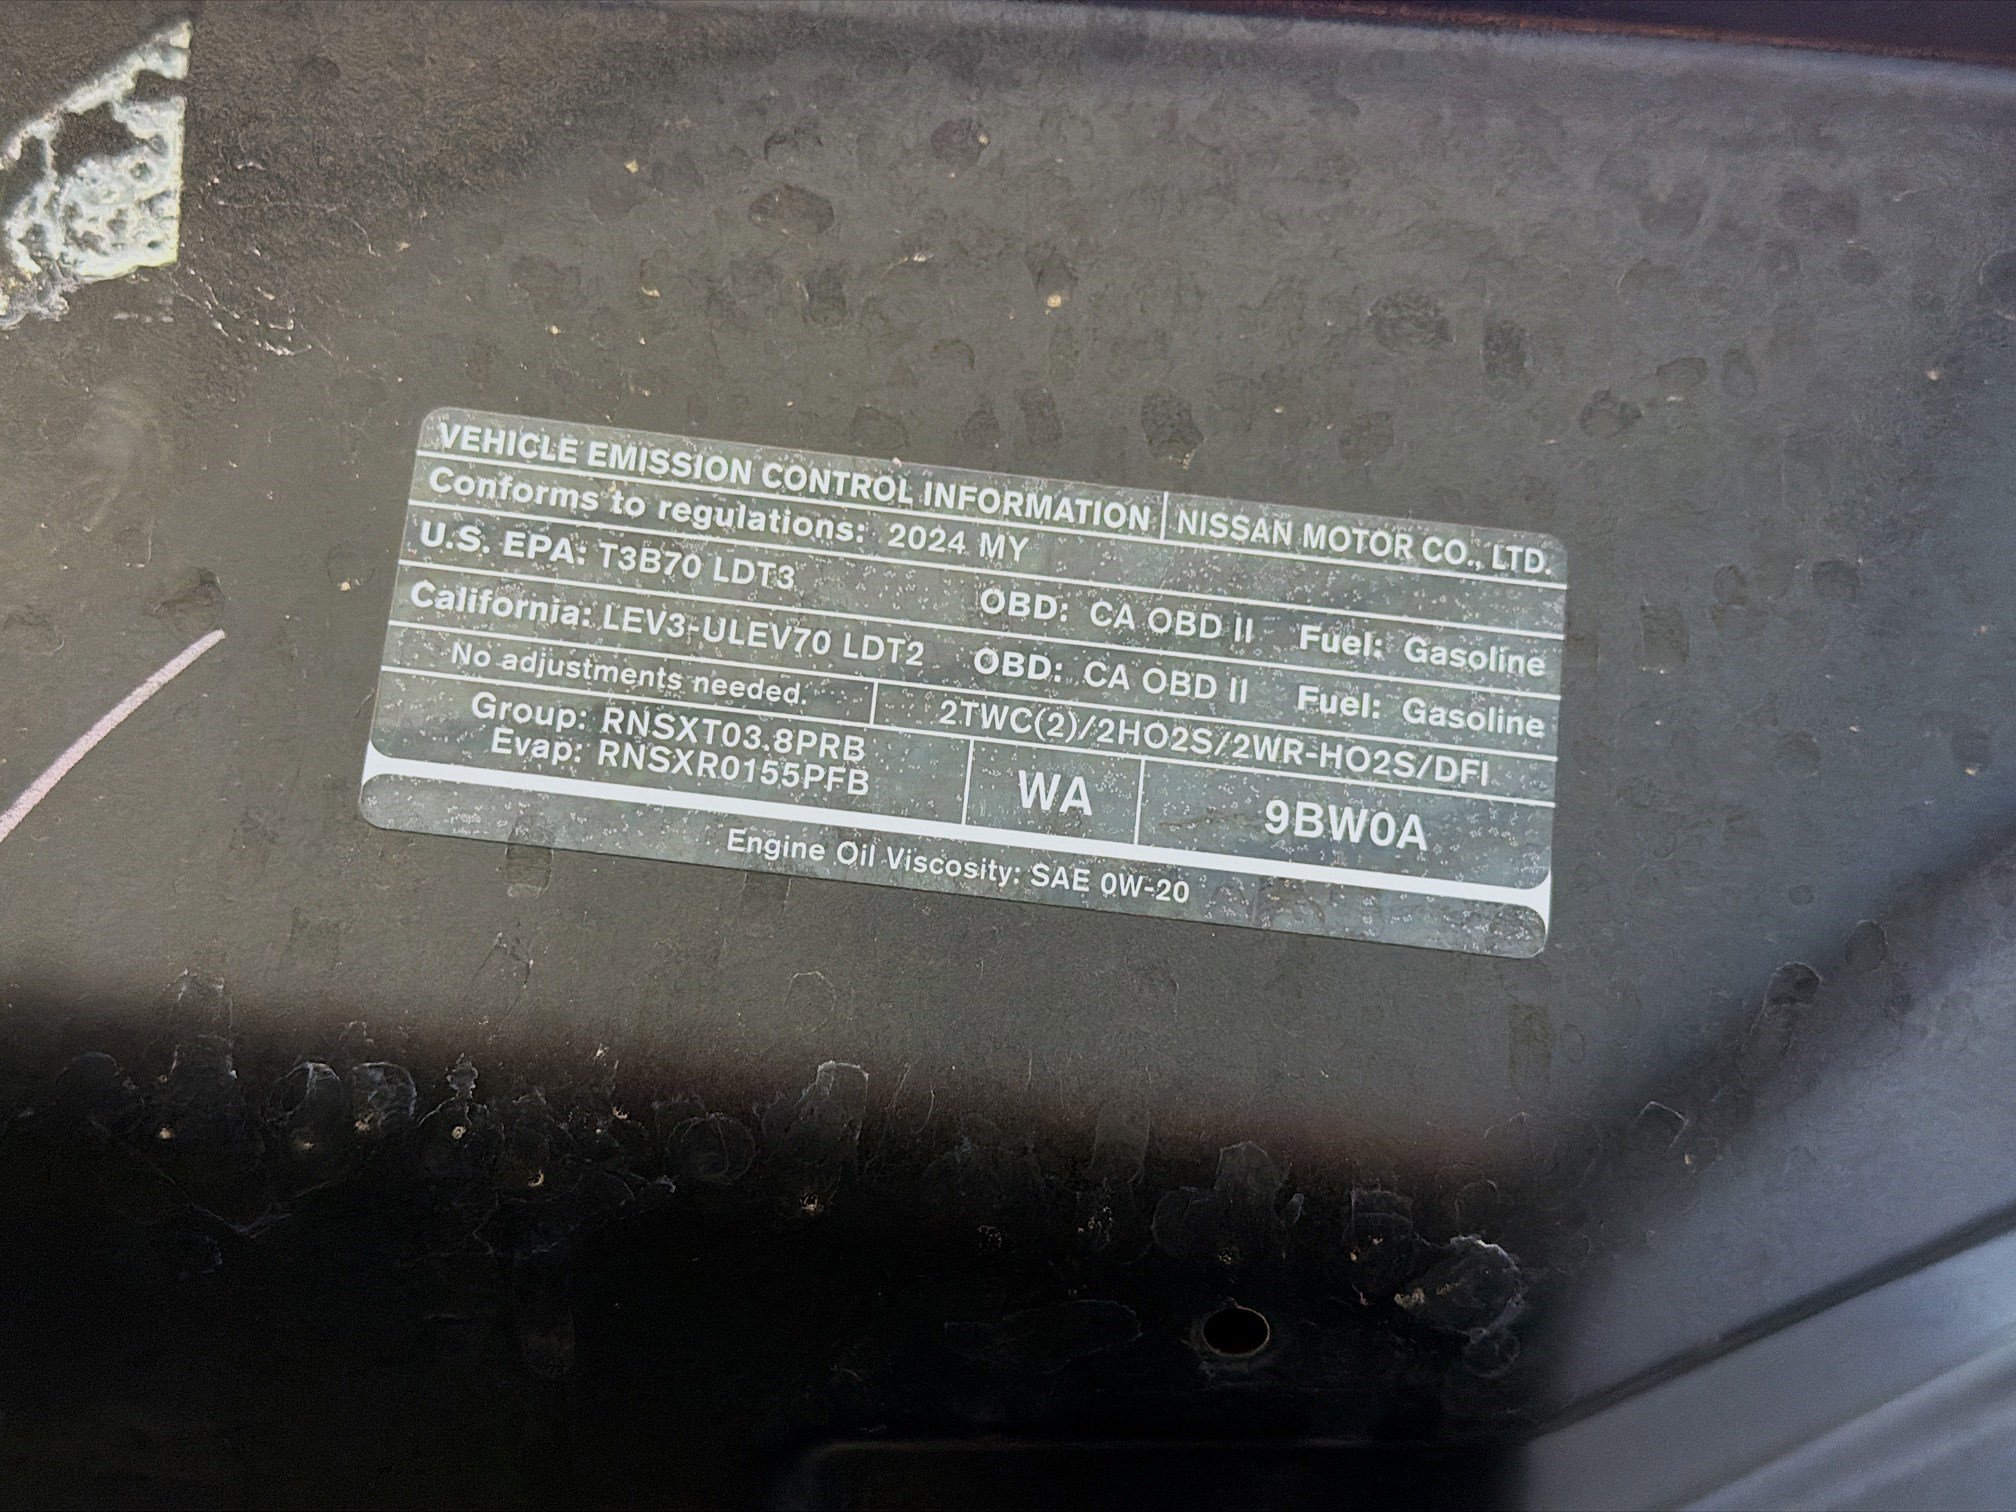 VEHICLE EMISSION CONTROL INFORMATION NISSAN MOTOR CO., LTD.
Conforms to regulations: 2024 MY
U.S. EPA: T3B70 LDT3 OBD: CA OBD II Fuel: Gasoline
California: LEV3-ULEV70 LDT2 OBD: CA OBD II Fuel: Gasoline
No adjustments needed. 2TWC(2)/2HO2S/2WR-HO2S/DFI
Group: RNSXT03.8PRB
Evap: RNSXR0155PFB
WA
9BW0A
Engine Oil Viscosity: SAE 0W-20